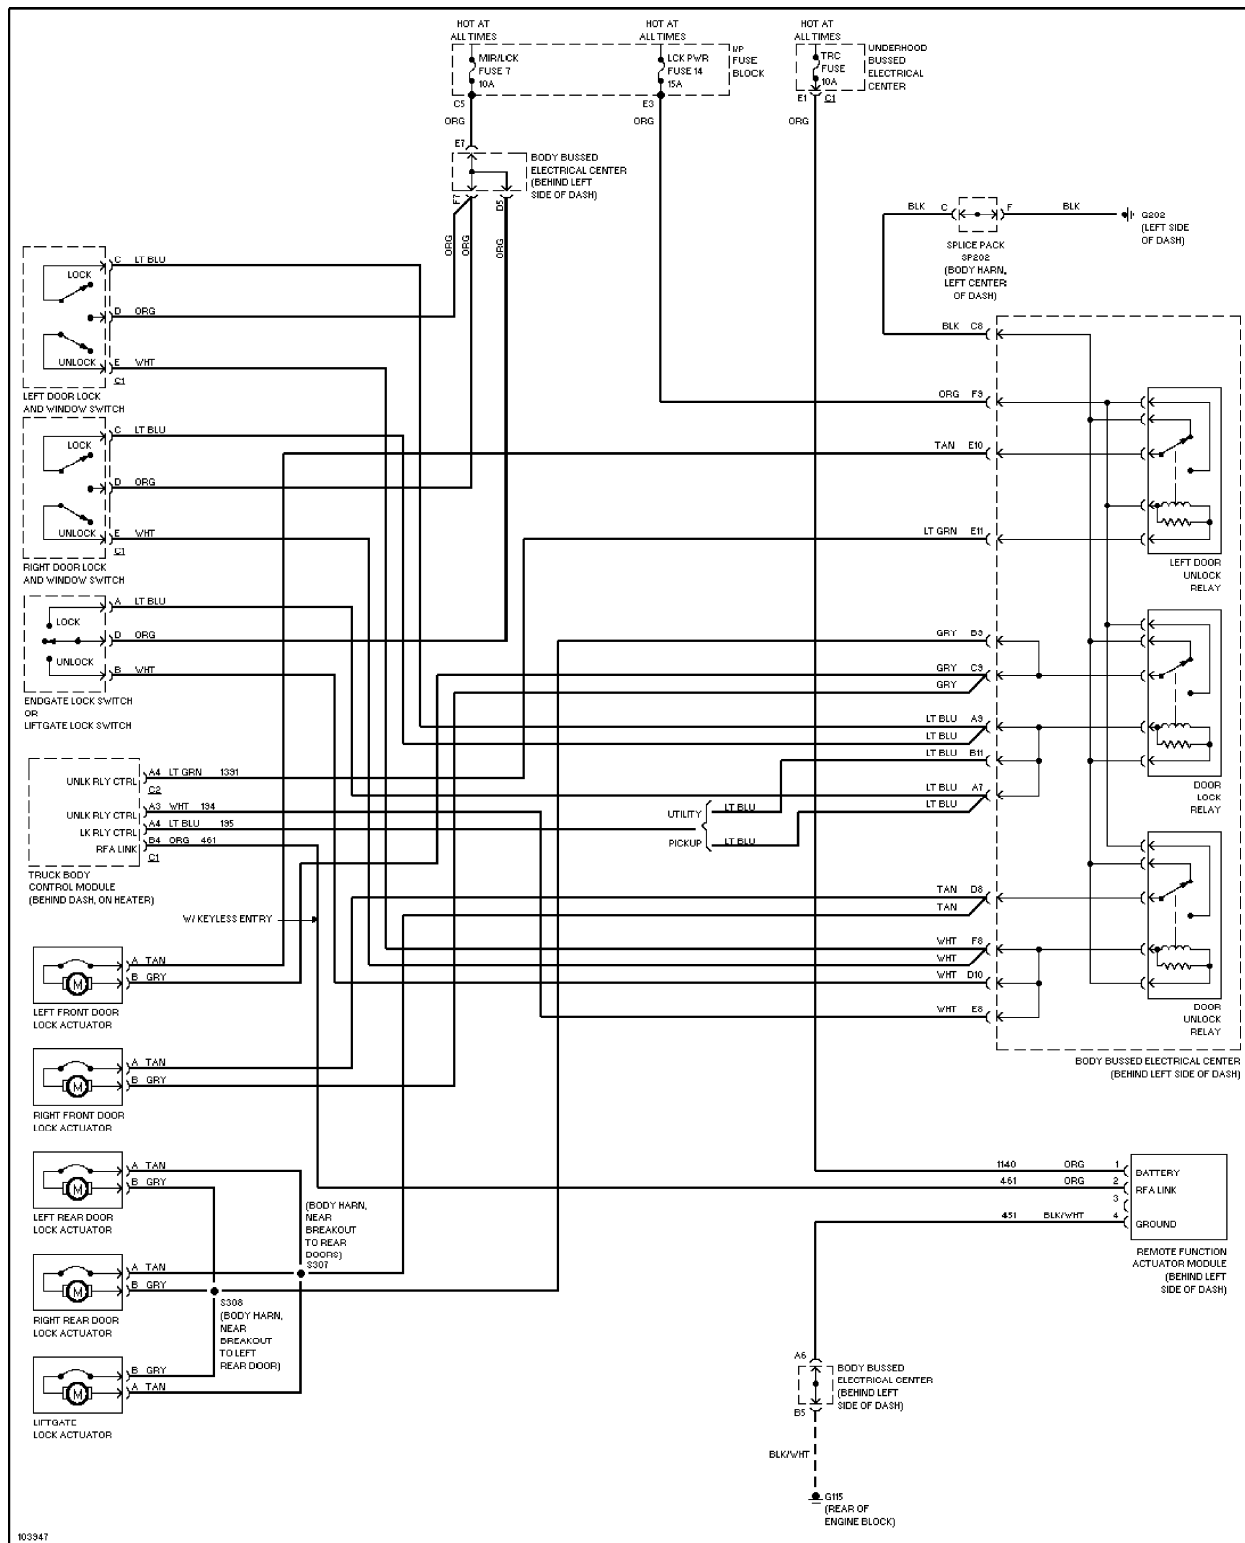 HOT AT
ALL TIMES
HOT AT
ALL TIMES
HOT AT
ALL TIMES
MIR/LCK
FUSE 7
10A
LCK PWR
FUSE 14
15A
I/P
FUSE
BLOCK
TRC
FUSE
10A
UNDERHOOD
BUSSED
ELECTRICAL
CENTER
C5
E3
E1
C1
ORG
ORG
ORG
E7
BODY BUSSED
ELECTRICAL CENTER
(BEHIND LEFT
SIDE OF DASH)
F7
D5
ORG
ORG
ORG
BLK
C
F
BLK
G202
(LEFT SIDE
OF DASH)
SPLICE PACK
SP202
(BODY HARN,
LEFT CENTER
OF DASH)
C LT BLU
LOCK
D ORG
UNLOCK
E WHT
C1
LEFT DOOR LOCK
AND WINDOW SWITCH
C LT BLU
LOCK
D ORG
UNLOCK
E WHT
C1
RIGHT DOOR LOCK
AND WINDOW SWITCH
A LT BLU
LOCK
D ORG
UNLOCK
B WHT
ENDGATE LOCK SWITCH
OR
LIFTGATE LOCK SWITCH
UNLK RLY CTRL
A4 LT GRN 1391
C2
UNLK RLY CTRL
A3 WHT 194
LK RLY CTRL
A4 LT BLU 195
RFA LINK
B4 ORG 461
C1
TRUCK BODY
CONTROL MODULE
(BEHIND DASH, ON HEATER)
W/ KEYLESS ENTRY
UTILITY
LT BLU
PICKUP
LT BLU
BLK C8
ORG F9
TAN E10
LT GRN E11
GRY B9
GRY C9
GRY
LT BLU A9
LT BLU
LT BLU B11
LT BLU A7
LT BLU
TAN D8
TAN
WHT F8
WHT
WHT D10
WHT E8
LEFT DOOR
UNLOCK
RELAY
DOOR
LOCK
RELAY
DOOR
UNLOCK
RELAY
BODY BUSSED ELECTRICAL CENTER
(BEHIND LEFT SIDE OF DASH)
A TAN
M
B GRY
LEFT FRONT DOOR
LOCK ACTUATOR
A TAN
M
B GRY
RIGHT FRONT DOOR
LOCK ACTUATOR
A TAN
M
B GRY
LEFT REAR DOOR
LOCK ACTUATOR
A TAN
M
B GRY
RIGHT REAR DOOR
LOCK ACTUATOR
B GRY
M
A TAN
LIFTGATE
LOCK ACTUATOR
(BODY HARN,
NEAR
BREAKOUT
TO REAR
DOORS)
S307
S308
(BODY HARN,
NEAR
BREAKOUT
TO LEFT
REAR DOOR)
1140 ORG 1
BATTERY
461 ORG 2
RFA LINK
3
451 BLK/WHT 4
GROUND
REMOTE FUNCTION
ACTUATOR MODULE
(BEHIND LEFT
SIDE OF DASH)
A6
BODY BUSSED
ELECTRICAL CENTER
(BEHIND LEFT
SIDE OF DASH)
B5
BLK/WHT
G115
(REAR OF
ENGINE BLOCK)
103947